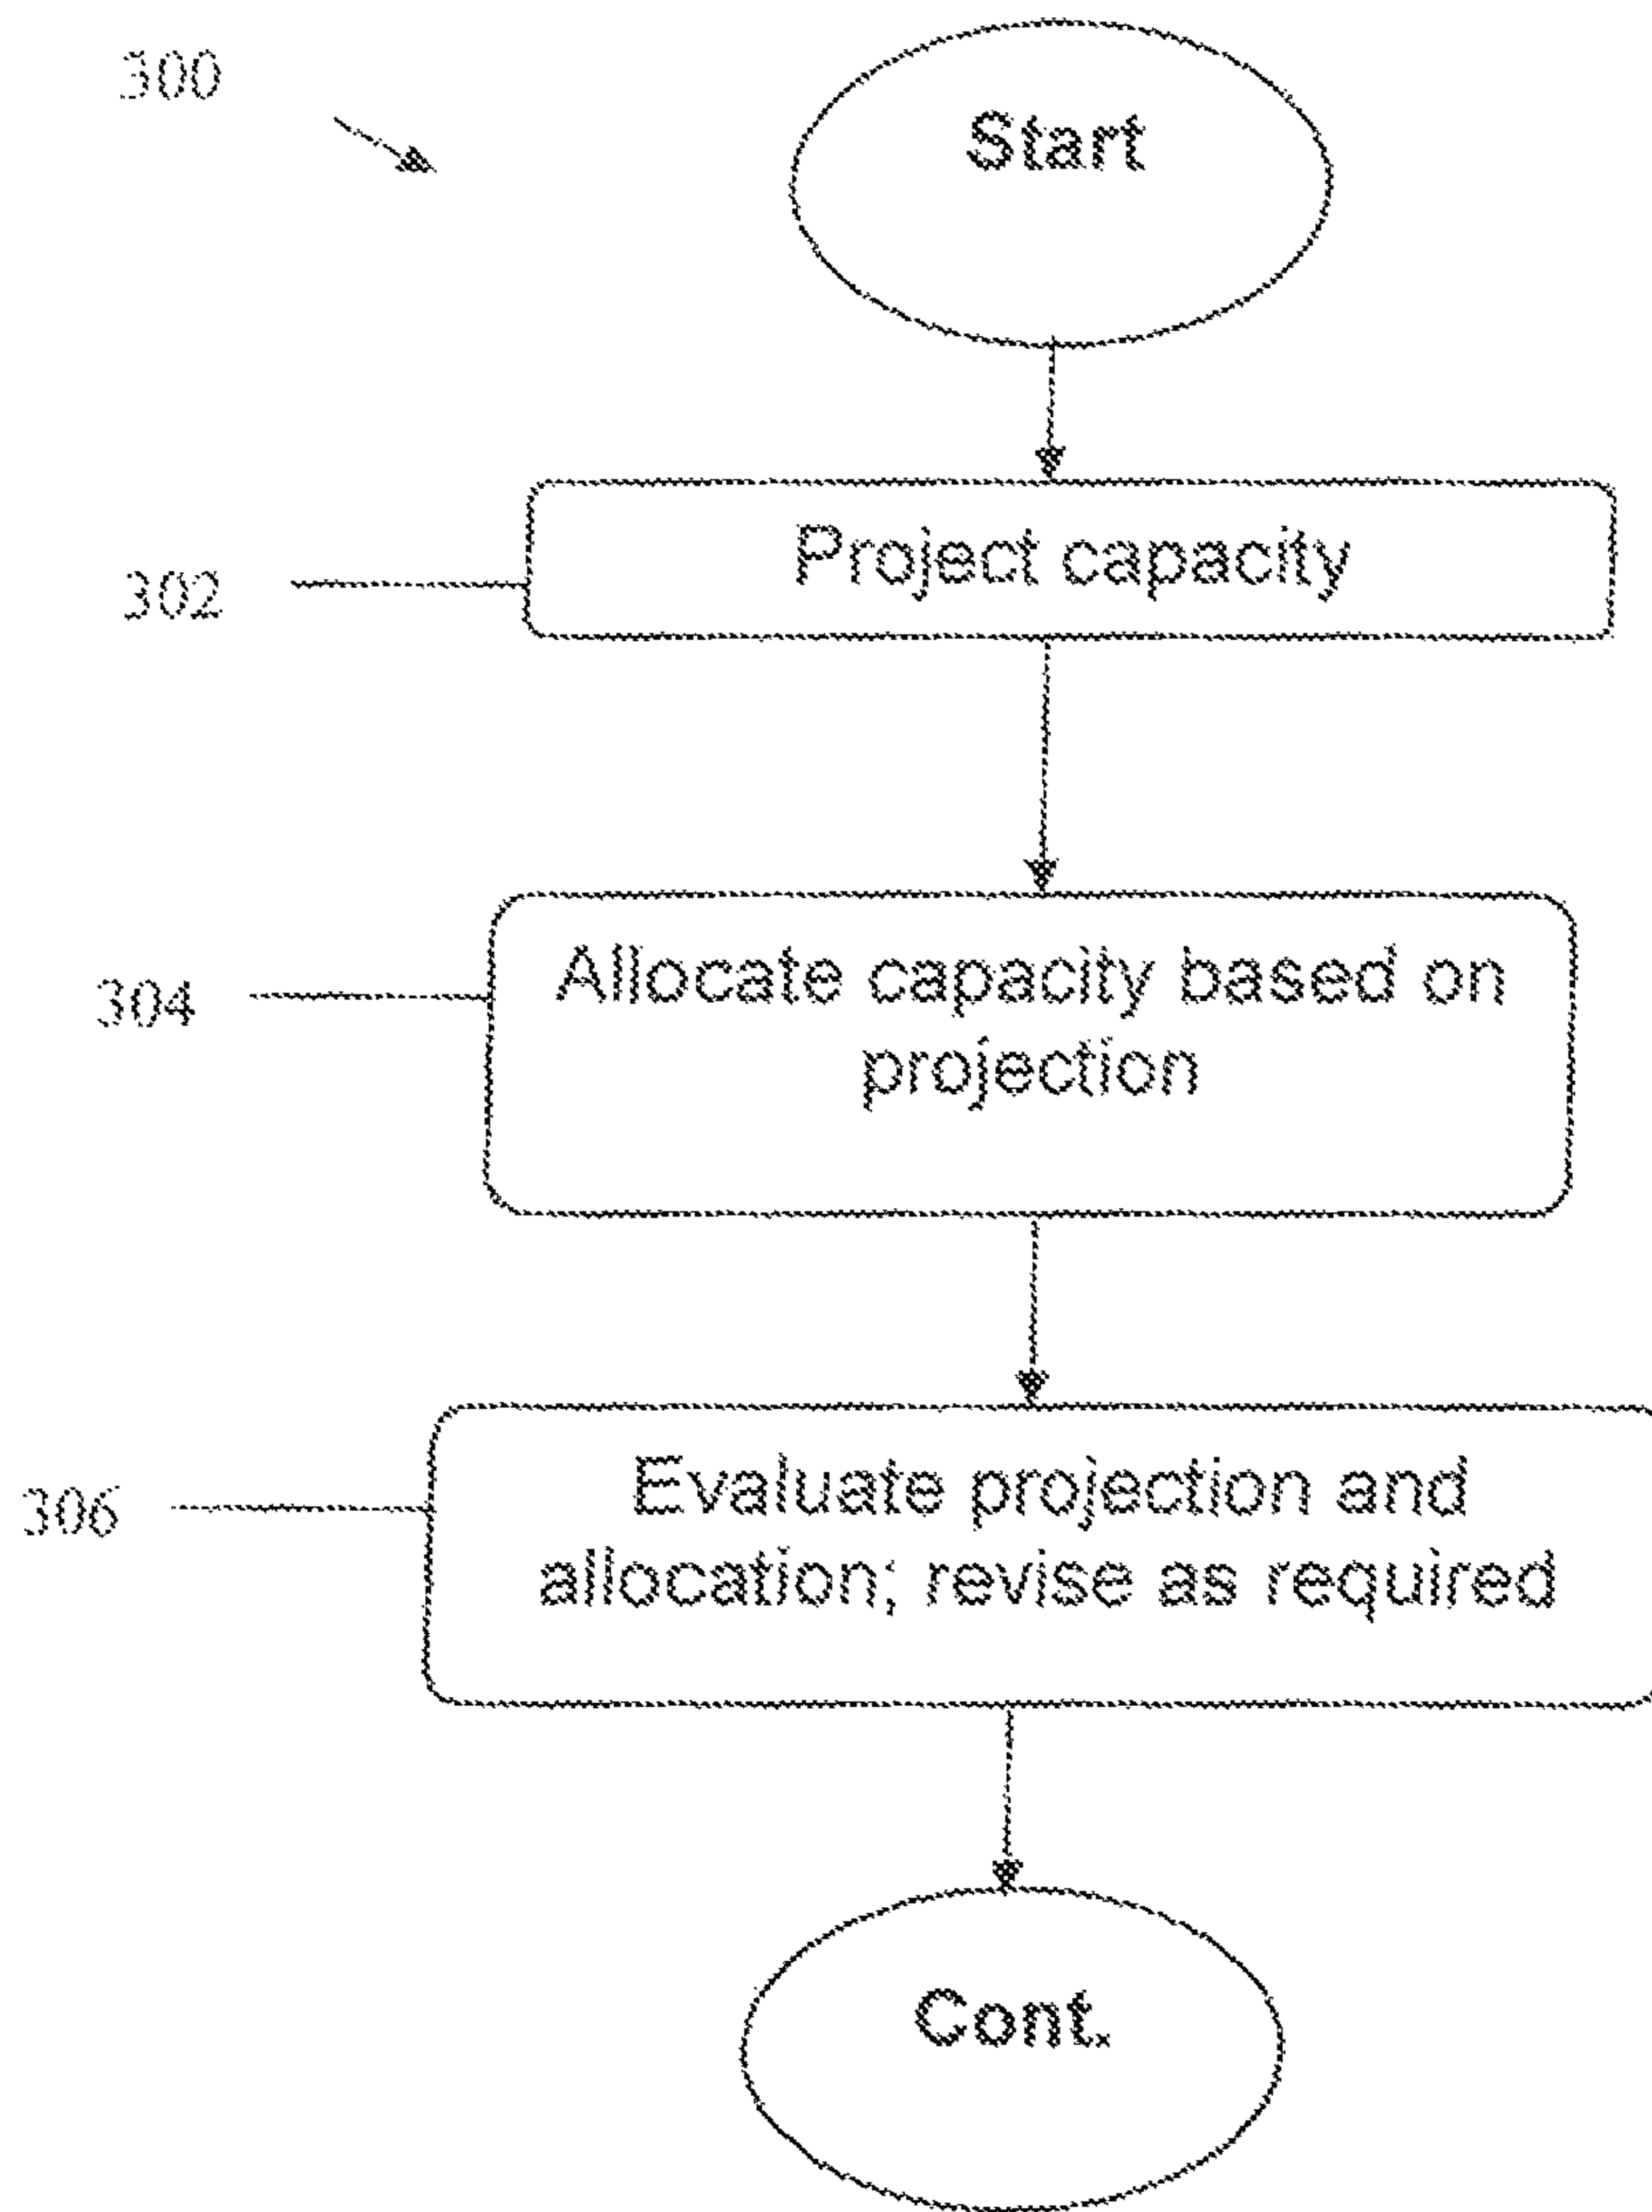 300
Start
302
Project capacity
304
Allocate capacity based on
projection
306
Evaluate projection and
allocation; revise as required
Cont.